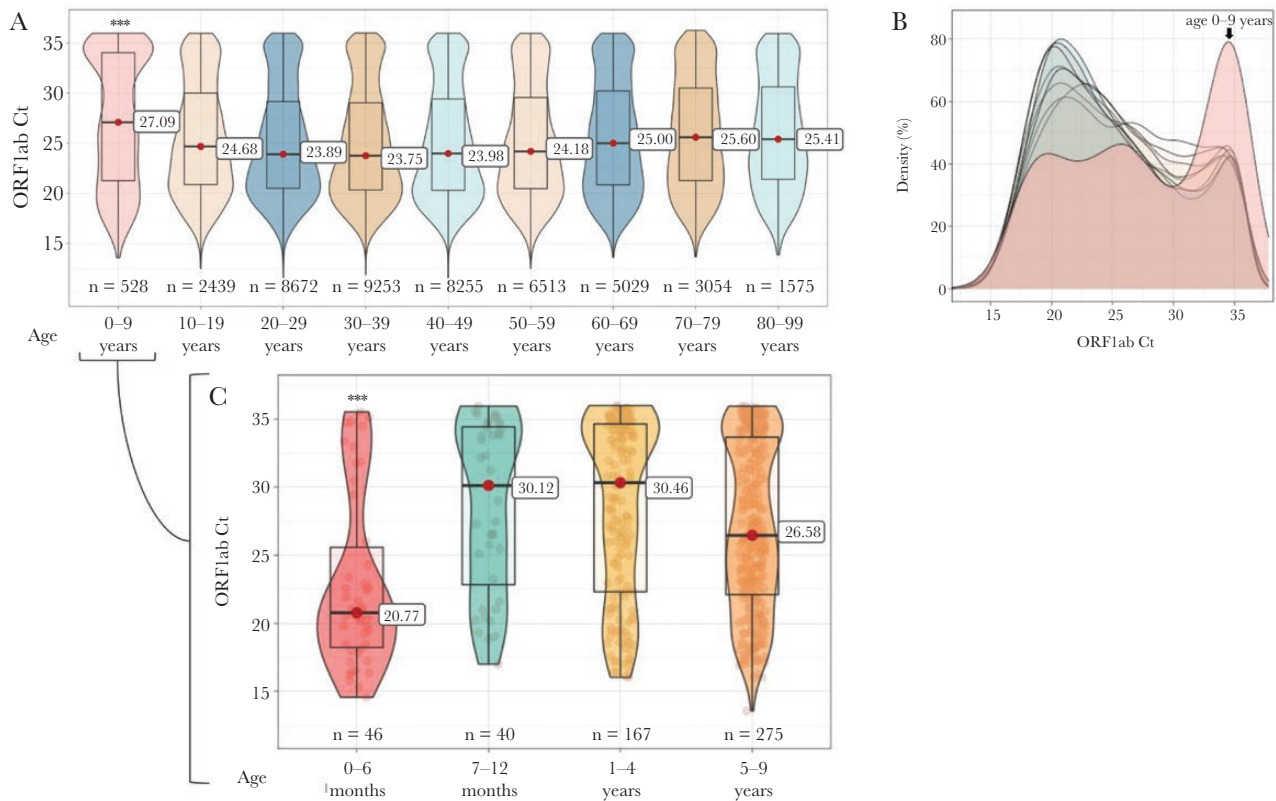 A
***
35
30
25
20
15
ORF1ab Ct
27.09
24.68
23.89
23.75
23.98
24.18
25.00
25.60
25.41
n = 528
n = 2439
n = 8672
n = 9253
n = 8255
n = 6513
n = 5029
n = 3054
n = 1575
Age
0–9
years
10–19
years
20–29
years
30–39
years
40–49
years
50–59
years
60–69
years
70–79
years
80–99
years
B
age 0–9 years
80
60
40
20
0
Density (%)
15
20
25
30
35
ORF1ab Ct
C
***
35
30
25
20
15
ORF1ab Ct
20.77
30.12
30.46
26.58
n = 46
n = 40
n = 167
n = 275
Age
0–6
months
7–12
months
1–4
years
5–9
years